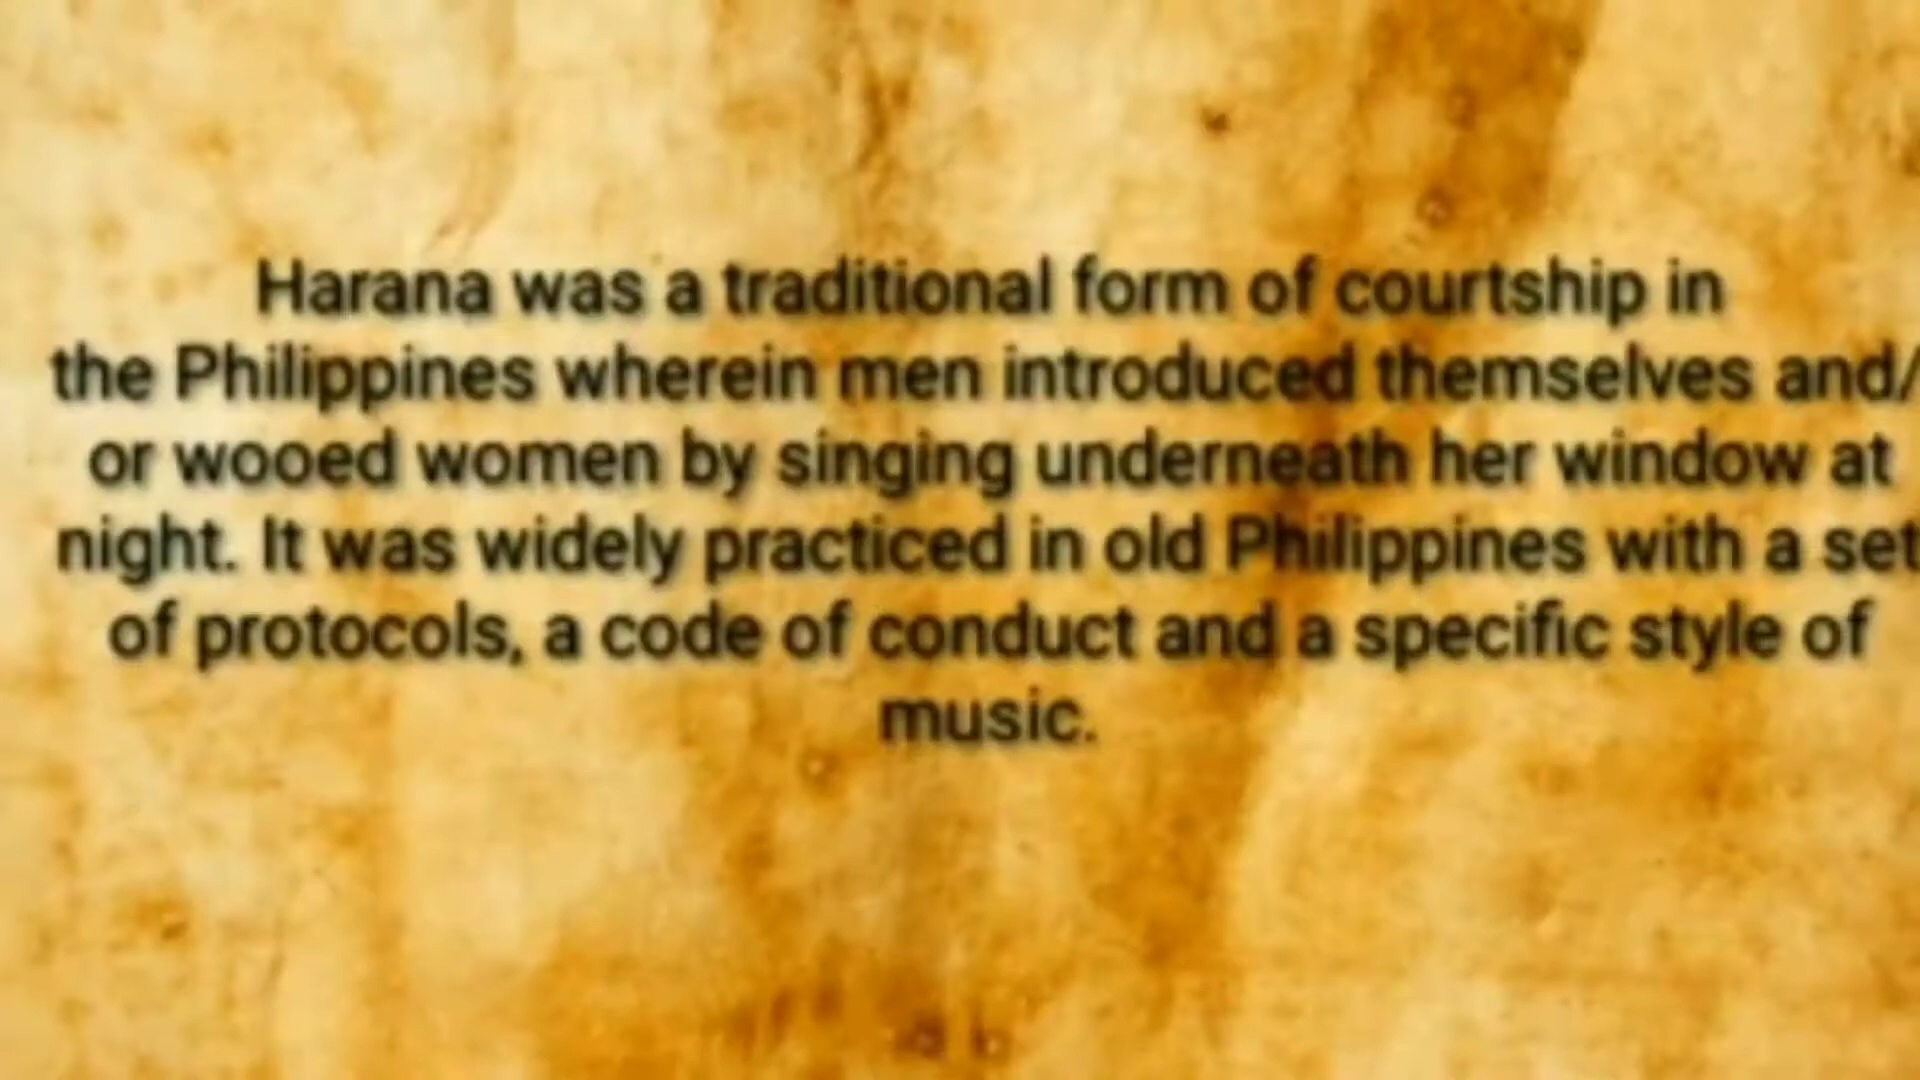 Harana was a traditional form of courtship in
the Philippines wherein men introduced themselves and/
or wooed women by singing underneath her window at
night. It was widely practiced in old Philippines with a set
of protocols, a code of conduct and a specific style of
music.